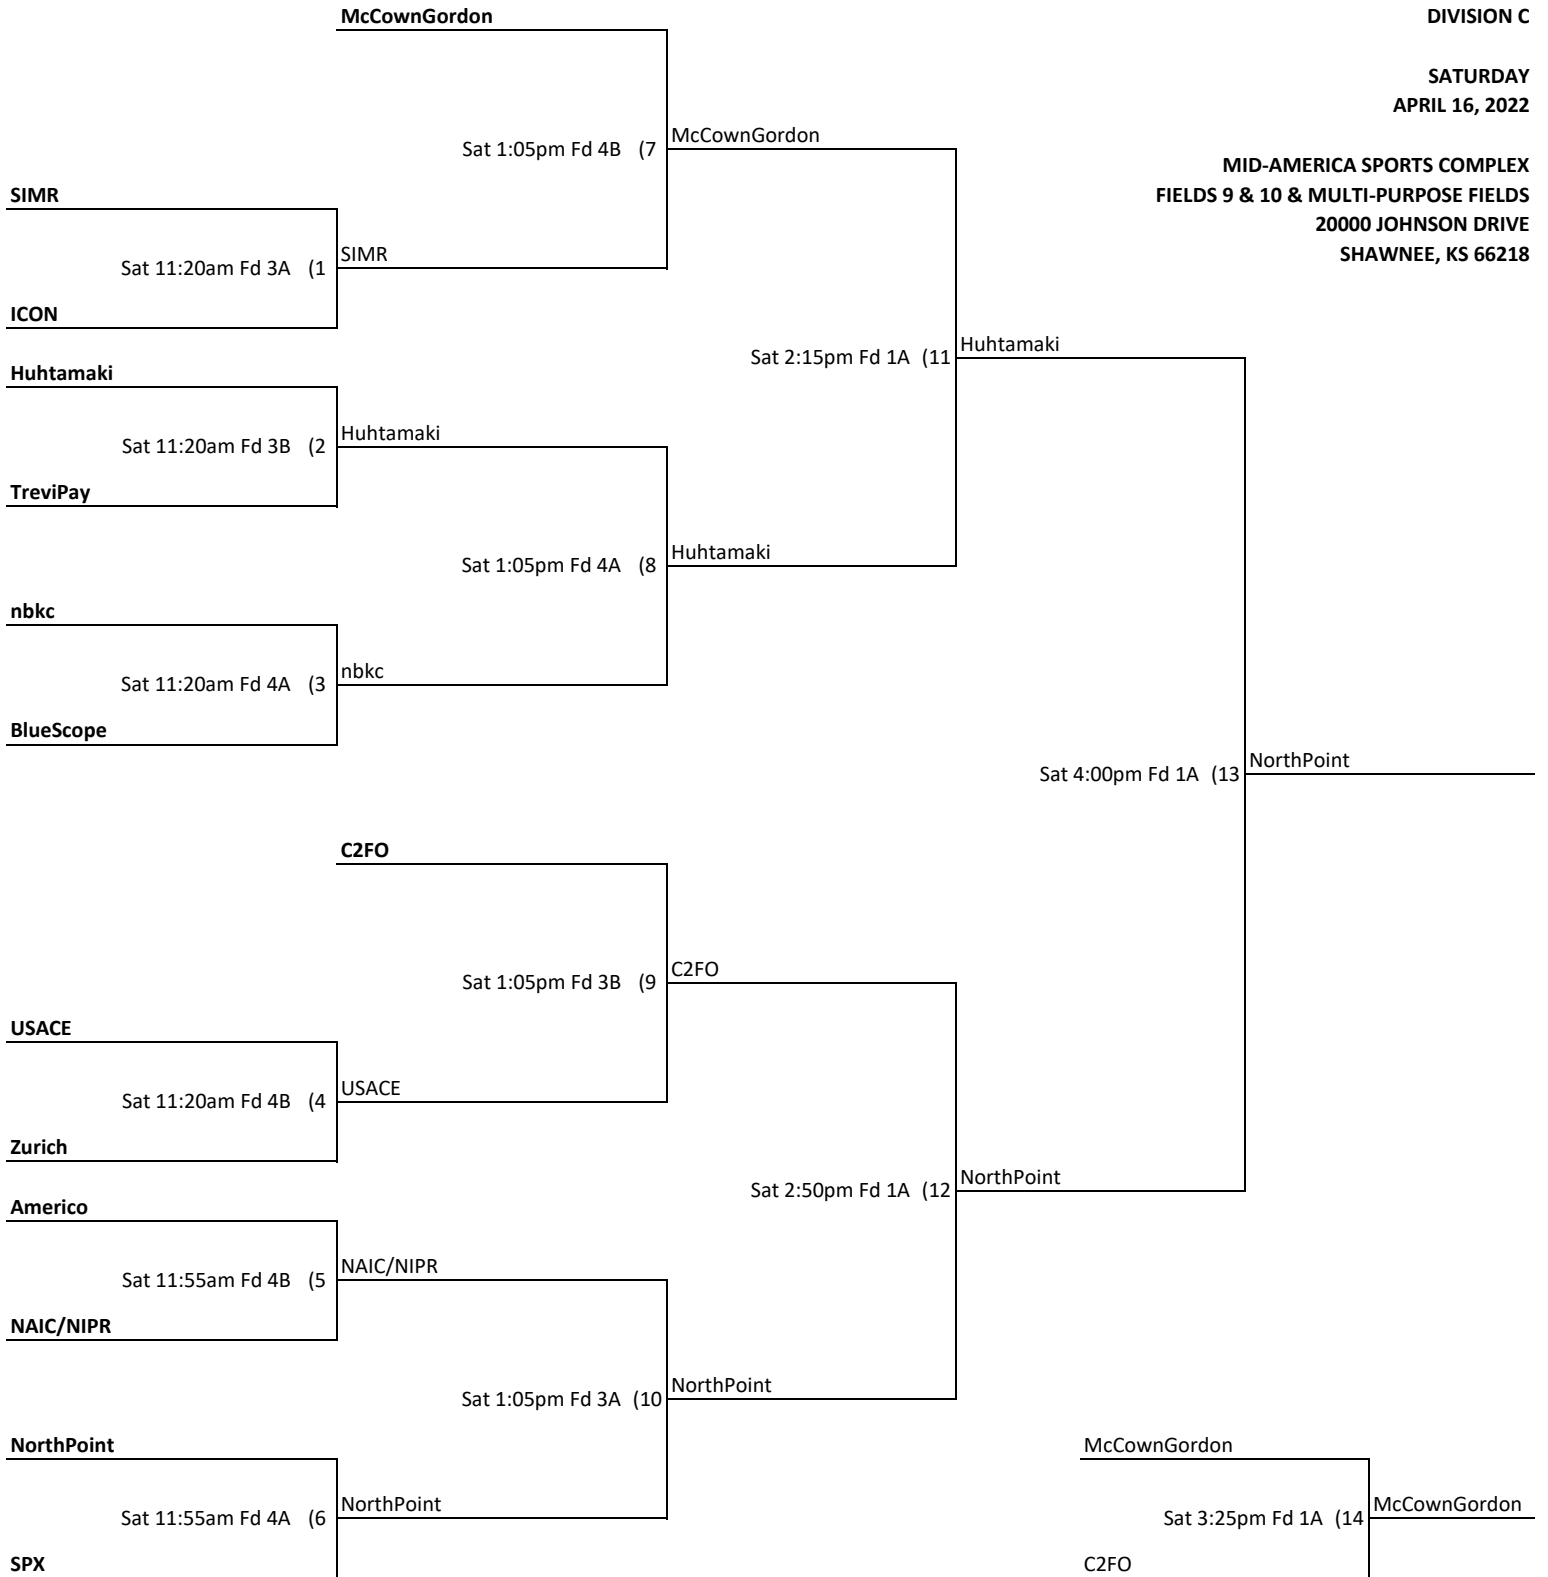 McCownGordon
DIVISION C
SATURDAY
APRIL 16, 2022
Sat 1:05pm Fd 4B (7
McCownGordon
MID-AMERICA SPORTS COMPLEX
FIELDS 9 & 10 & MULTI-PURPOSE FIELDS
20000 JOHNSON DRIVE
SHAWNEE, KS 66218
SIMR
Sat 11:20am Fd 3A (1
SIMR
ICON
Sat 2:15pm Fd 1A (11
Huhtamaki
Huhtamaki
Sat 11:20am Fd 3B (2
Huhtamaki
TreviPay
Sat 1:05pm Fd 4A (8
Huhtamaki
nbkc
Sat 11:20am Fd 4A (3
nbkc
BlueScope
Sat 4:00pm Fd 1A (13
NorthPoint
C2FO
Sat 1:05pm Fd 3B (9
C2FO
USACE
Sat 11:20am Fd 4B (4
USACE
Zurich
Sat 2:50pm Fd 1A (12
NorthPoint
Americo
Sat 11:55am Fd 4B (5
NAIC/NIPR
NAIC/NIPR
Sat 1:05pm Fd 3A (10
NorthPoint
NorthPoint
McCownGordon
Sat 11:55am Fd 4A (6
NorthPoint
Sat 3:25pm Fd 1A (14
McCownGordon
SPX
C2FO